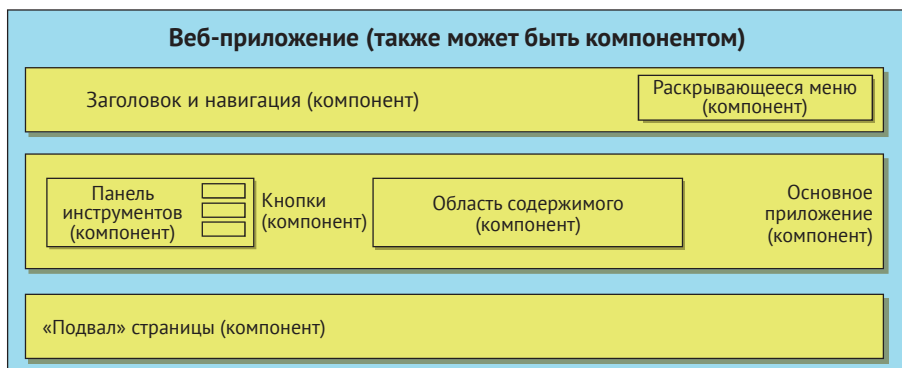 Веб-приложение (также может быть компонентом)
Заголовок и навигация (компонент)
Раскрывающееся меню
(компонент)
Панель
инструментов
(компонент)
Кнопки
(компонент)
Область содержимого
(компонент)
Основное
приложение
(компонент)
«Подвал» страницы (компонент)